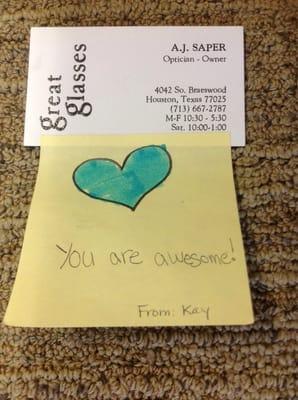 great
glasses
A.J. SAPER
Optician - Owner
4042 So. Braeswood
Houston, Texas 77025
(713) 667-2787
M-F 10:30 - 5:30
Sat. 10:00-1:00
You are awesome!
From: Kay